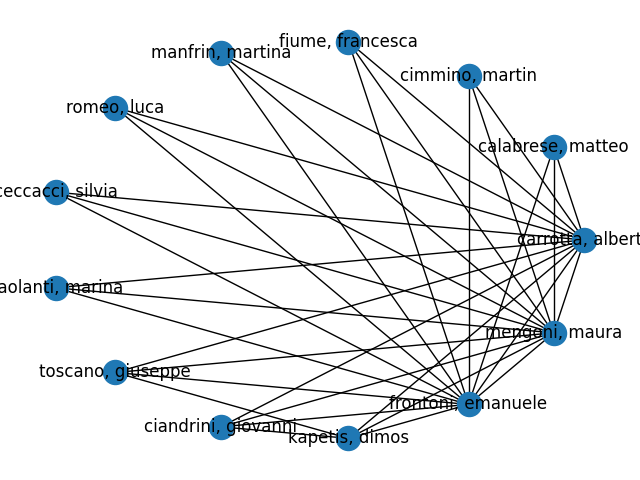 fiume, francesca
manfrin, martina
cimmino, martin
romeo, luca
calabrese, matteo
ceccacci, silvia
carrotta, albert
aolanti, marina
mengoni, maura
toscano, giuseppe
frontoni, emanuele
ciandrini, giovanni
kapetis, dimos